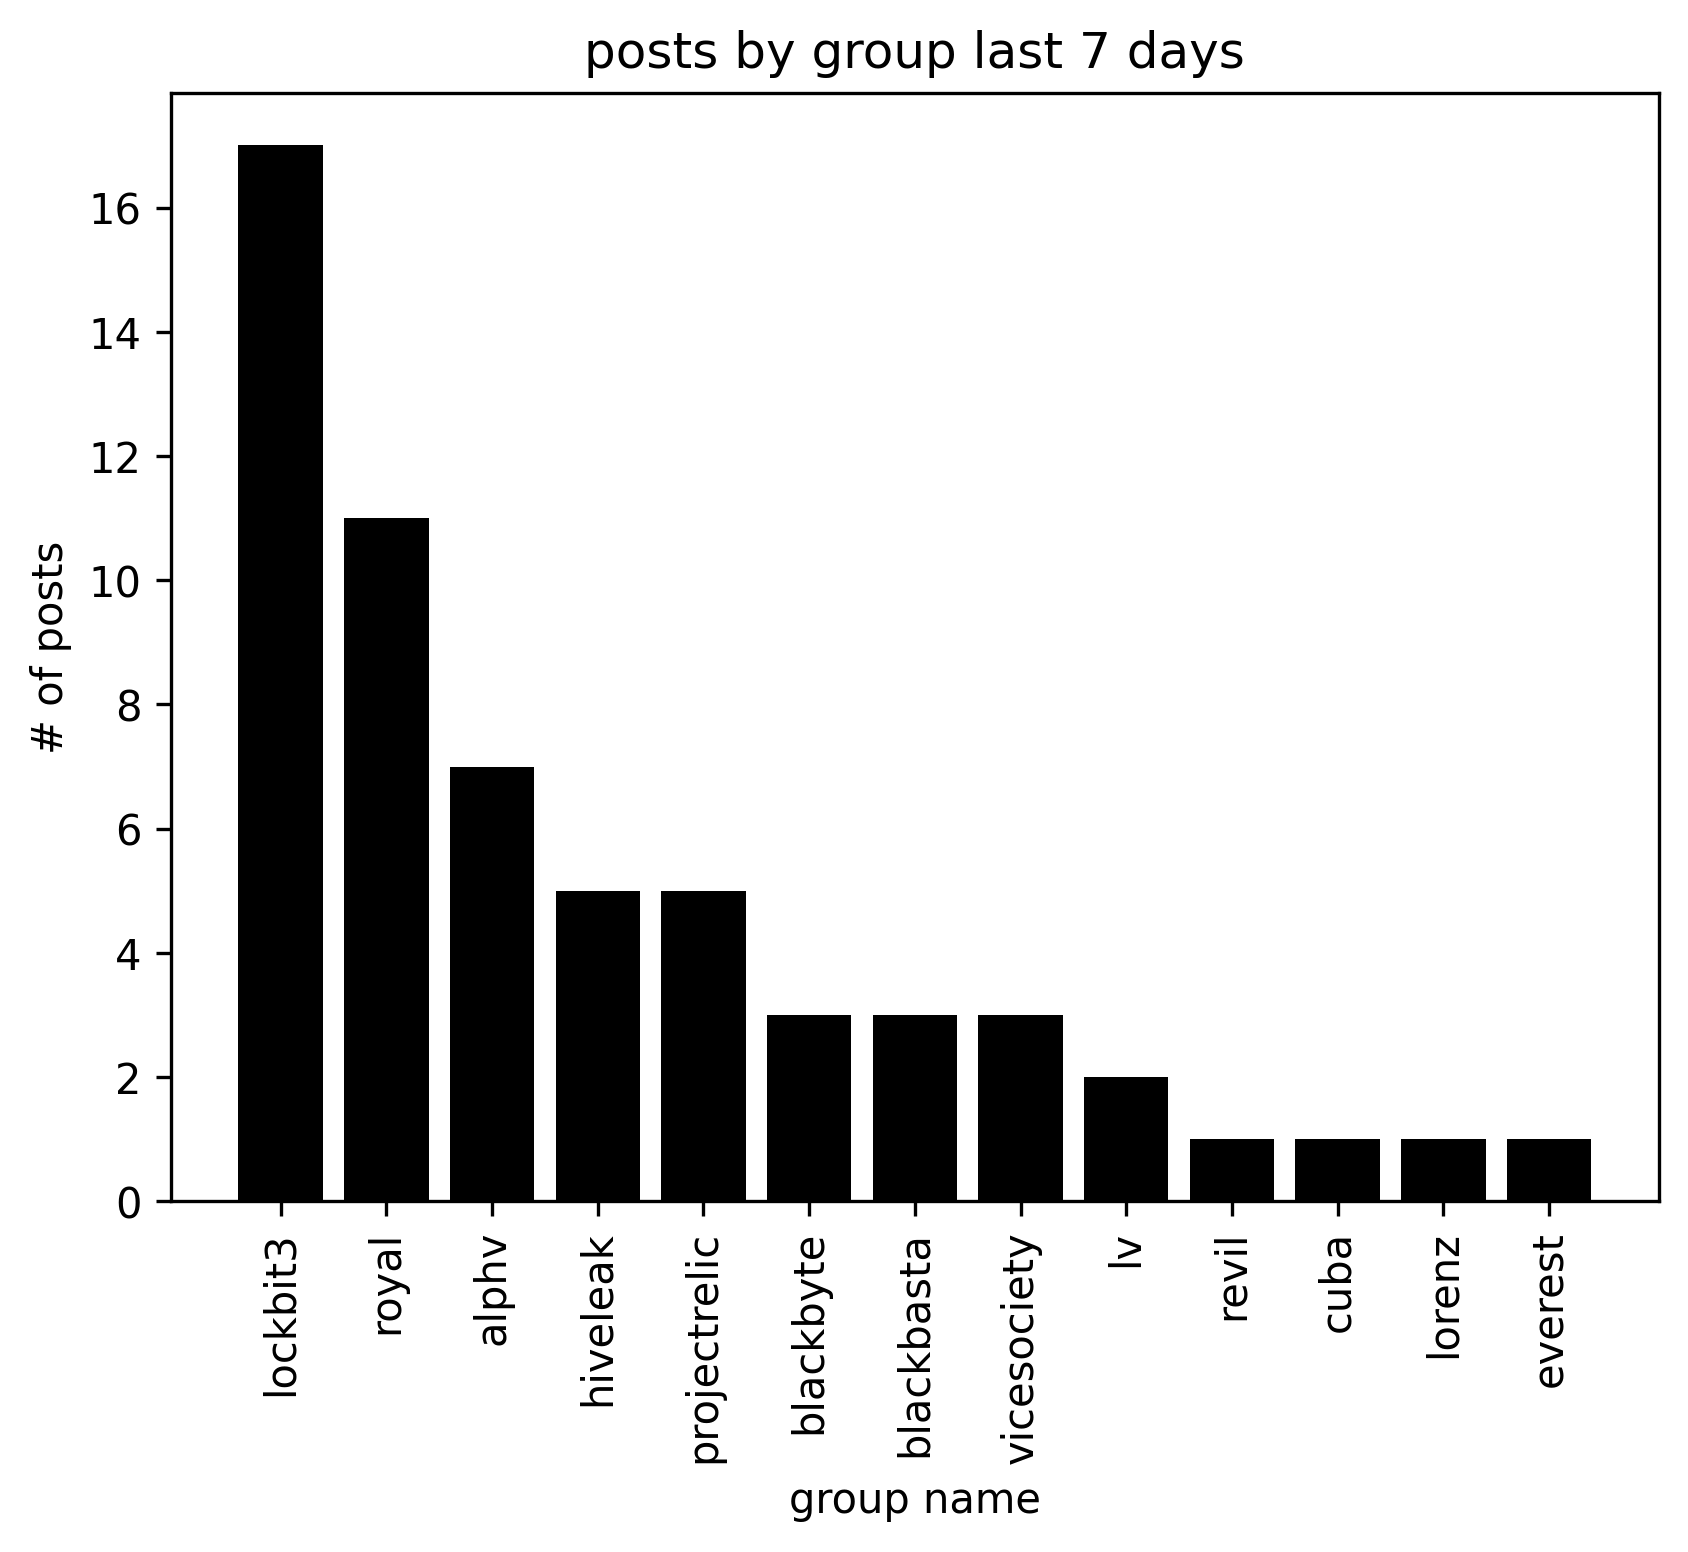 posts by group last 7 days
# of posts
16
14
12
10
8
6
4
2
0
lockbit3
royal
alphv
hiveleak
projectrelic
blackbyte
blackbasta
vicesociety
lv
revil
cuba
lorenz
everest
group name